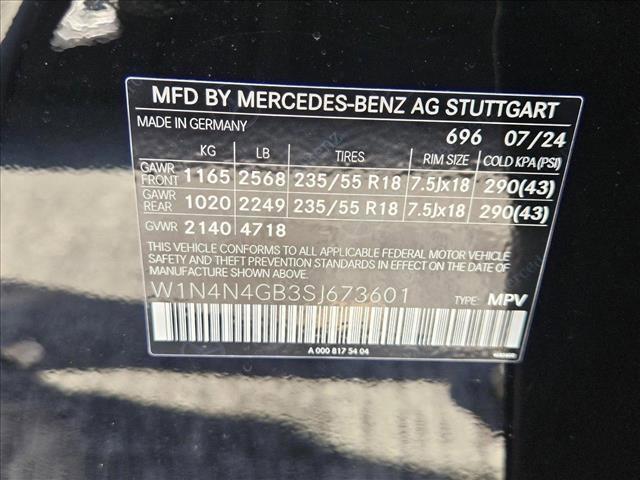 MFD BY MERCEDES-BENZ AG STUTTGART
MADE IN GERMANY 696 07/24
KG LB TIRES RIM SIZE COLD KPA(PSI)
GAWR FRONT 1165 2568 235/55 R18 7.5Jx18 290(43)
GAWR REAR 1020 2249 235/55 R18 7.5Jx18 290(43)
GVWR 2140 4718
THIS VEHICLE CONFORMS TO ALL APPLICABLE FEDERAL MOTOR VEHICLE
SAFETY AND THEFT PREVENTION STANDARDS IN EFFECT ON THE DATE OF
MANUFACTURE SHOWN ABOVE.
W1N4N4GB3SJ673601 TYPE: MPV
A 000 817 54 04